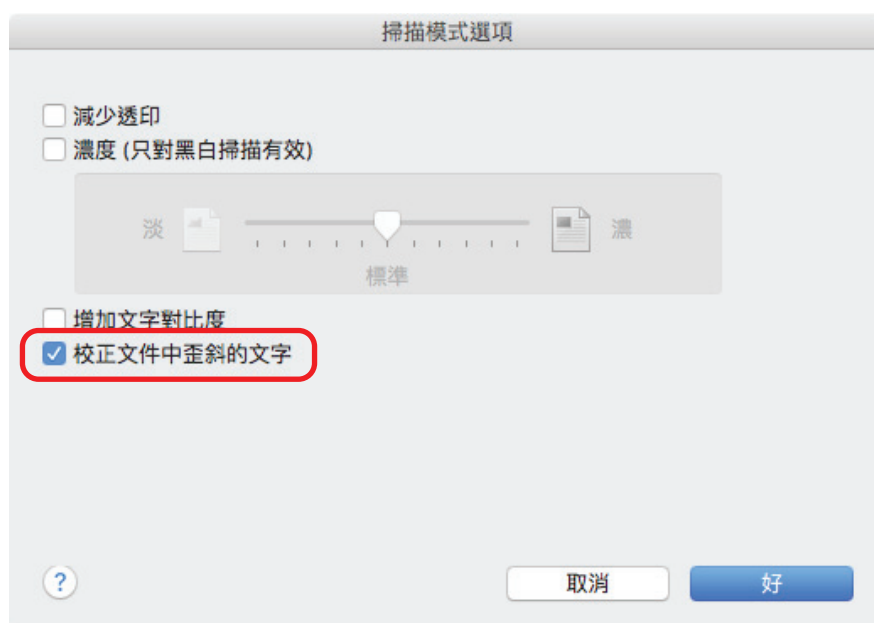 掃描模式選項
減少透印
濃度 (只對黑白掃描有效)
淡 濃
標準
增加文字對比度
校正文件中歪斜的文字
? 取消 好